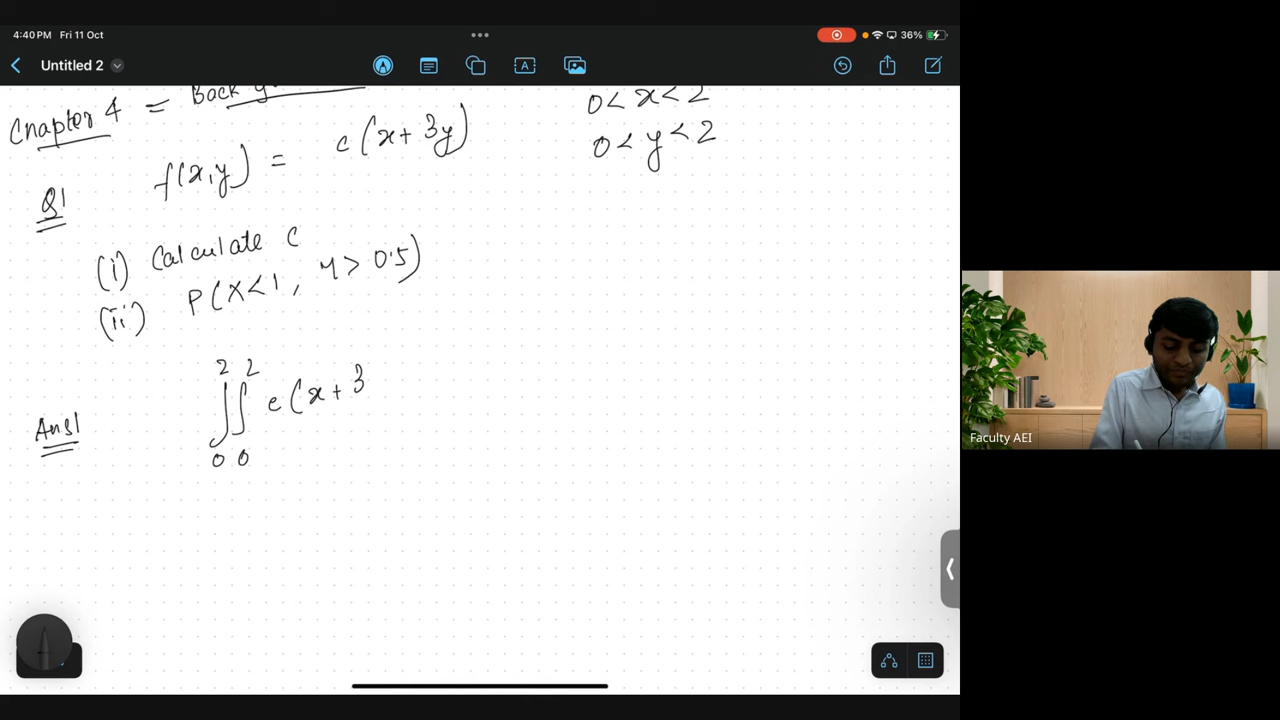 4:40 PM Fri 11 Oct
36%
Untitled 2
Chapter 4 =
0 < x < 2
f(x,y) = c(x+3y)
0 < y < 2
Q1
(i) Calculate c
(ii) P(X<1, Y>0.5)
Ans1
2 2
∫∫ c(x+3
0 0
Faculty AEI